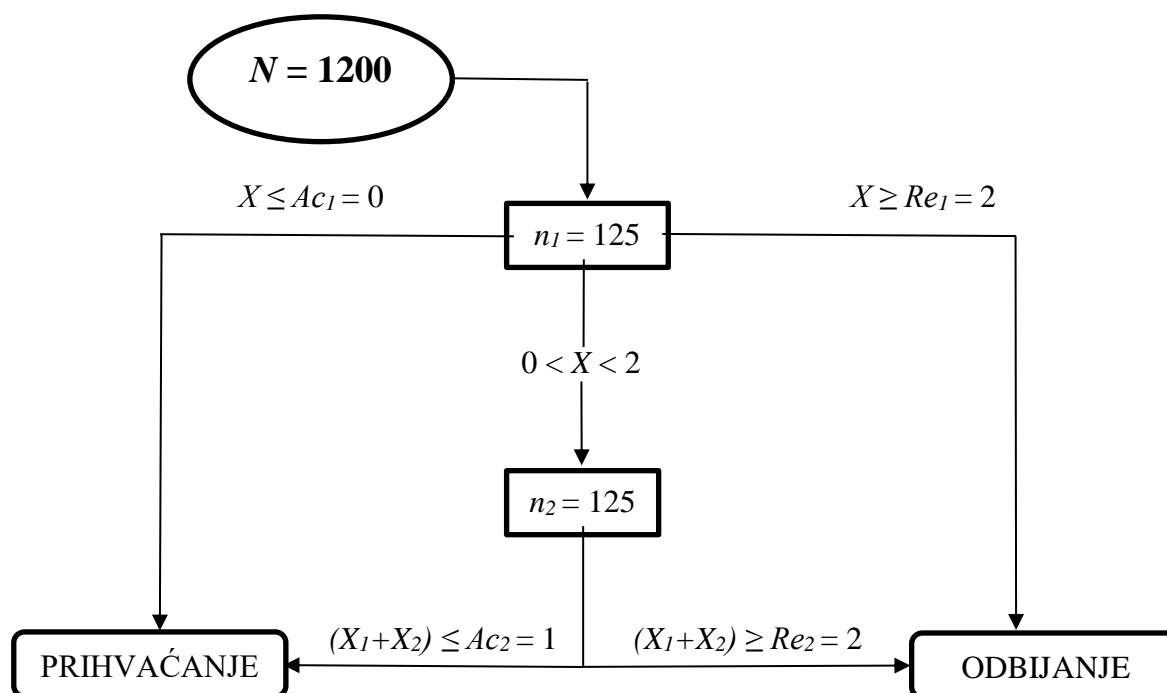 N = 1200
X ≤ Ac₁ = 0
X ≥ Re₁ = 2
n₁ = 125
0 < X < 2
n₂ = 125
(X₁+X₂) ≤ Ac₂ = 1
(X₁+X₂) ≥ Re₂ = 2
PRIHVAĆANJE
ODBIJANJE